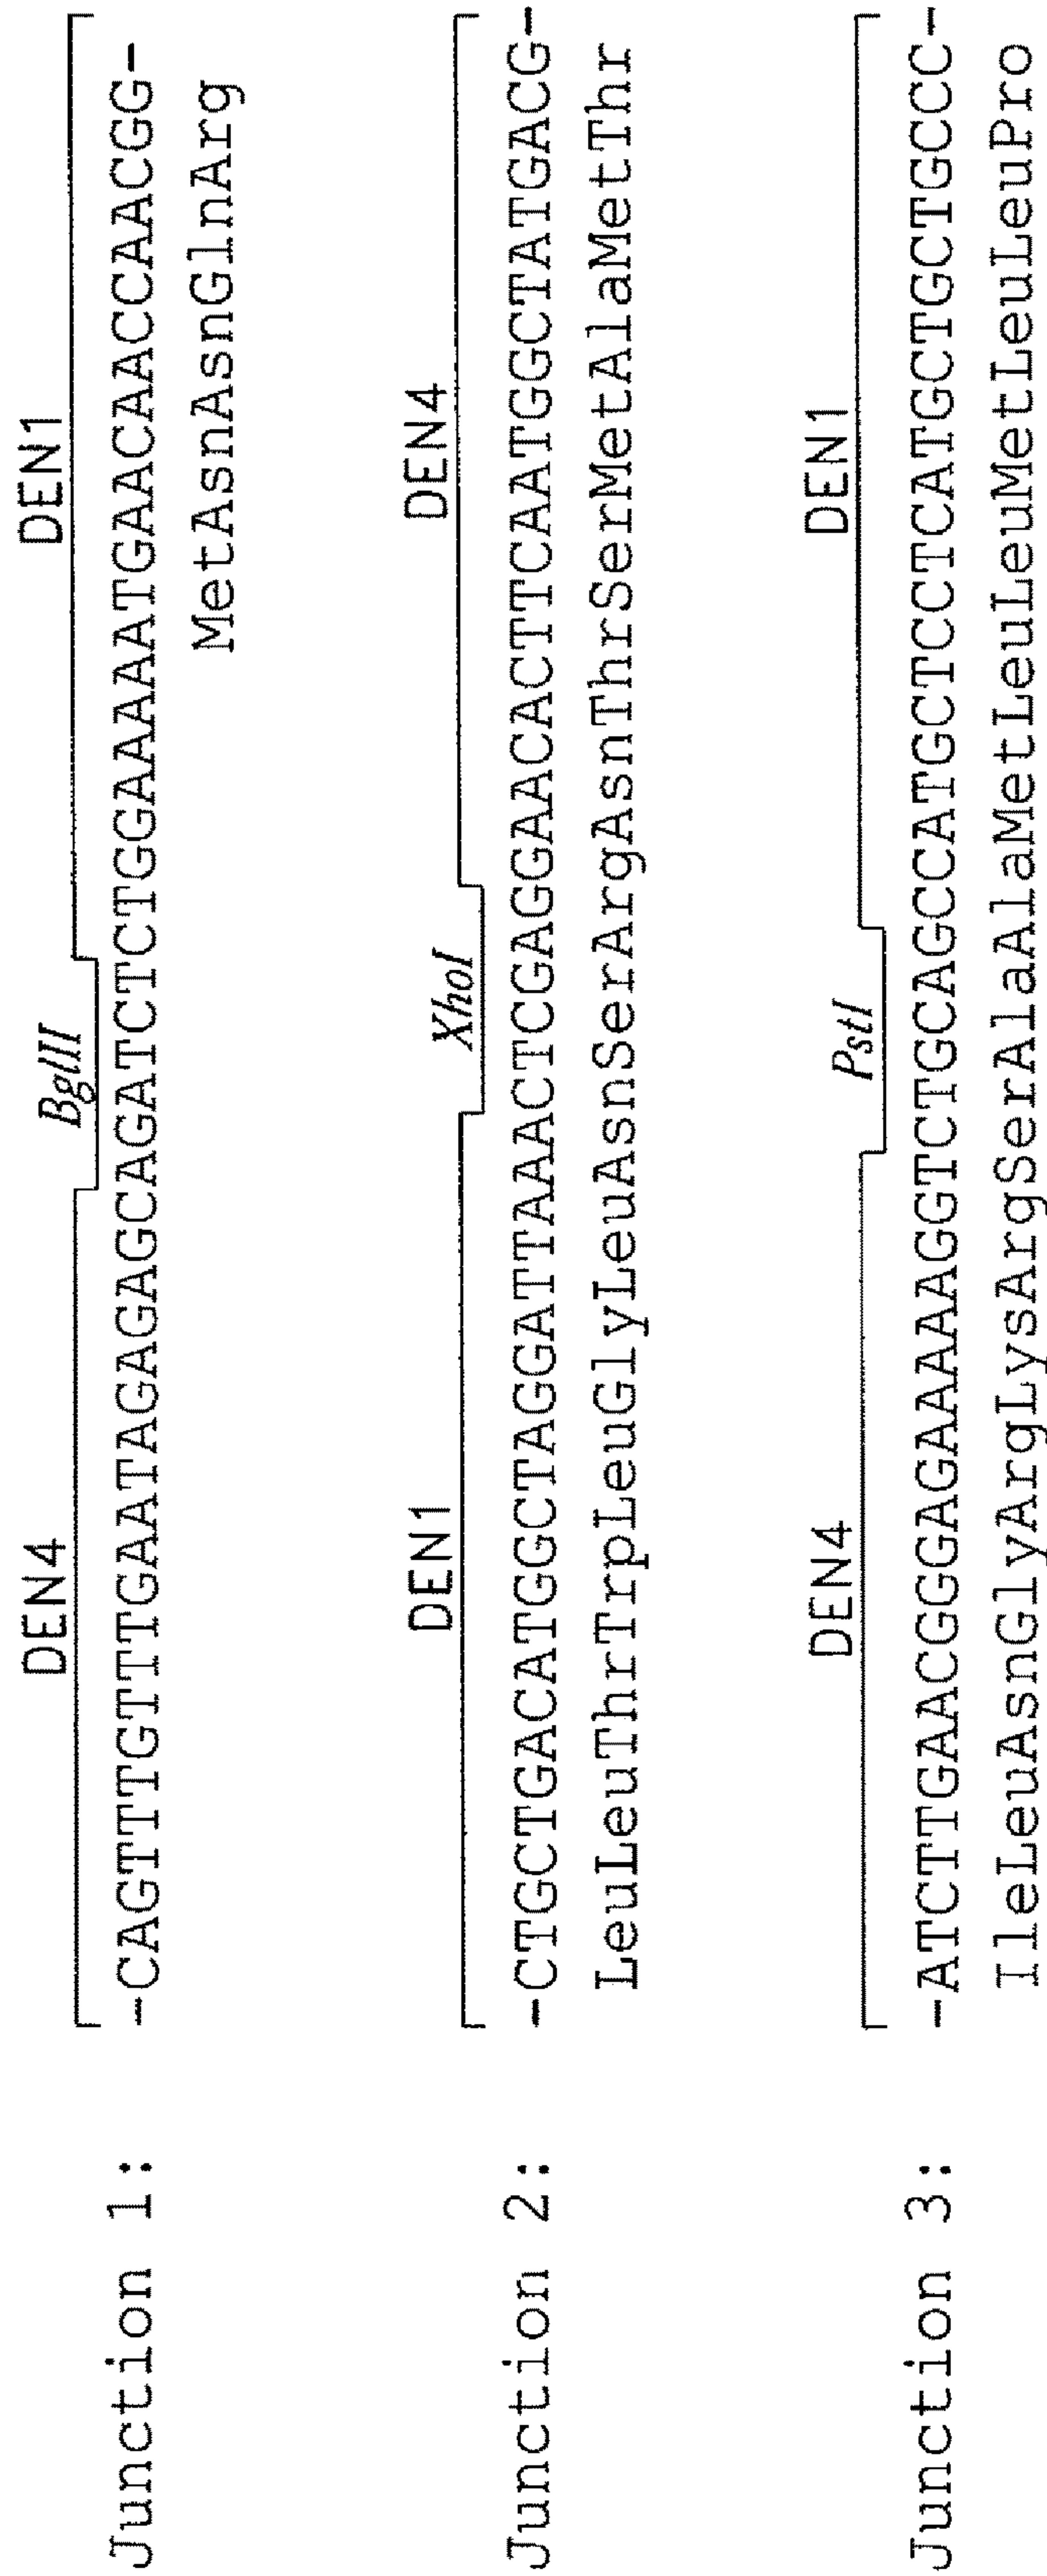 DEN4 BglII DEN1
Junction 1: -CAGTTTGTTTGAATAGAGAGCAGATCTCTGGAAAAATGAACAACCAACGG-
MetAsnAsnGlnArg
DEN1 XhoI DEN4
Junction 2: -CTGCTGACATGGCTAGGATTAAACTCGAGGAACACTTCAATGGCTATGACG-
LeuLeuThrTrpLeuGlyLeuAsnSerArgAsnThrSerMetAlaMetThr
DEN4 PstI DEN1
Junction 3: -ATCTTGAACGGGAGAAAAAGGTCTGCAGCCATGCTCCTCATGCTGCTGCCC-
IleLeuAsnGlyArgLysArgSerAlaAlaMetLeuLeuMetLeuLeuPro